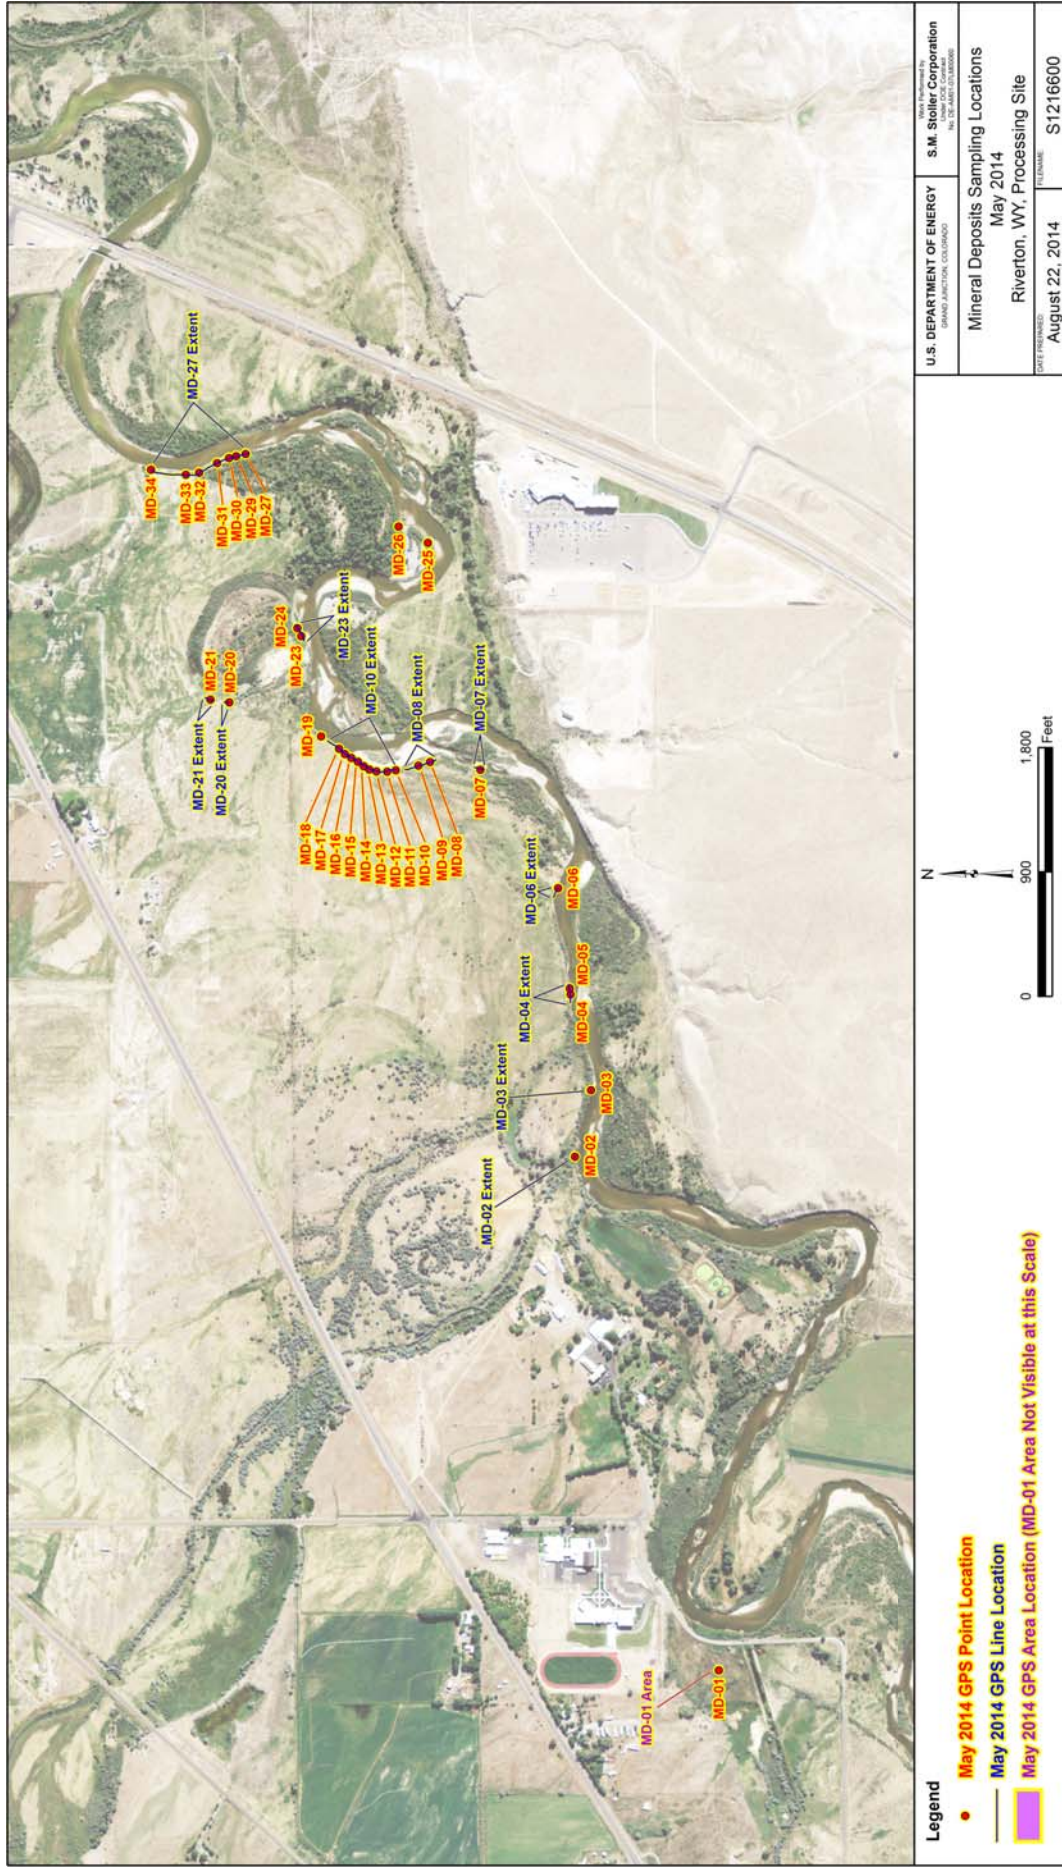 MD-34
MD-27 Extent
MD-33
MD-32
MD-31
MD-30
MD-29
MD-27
MD-26
MD-25
MD-24
MD-23
MD-23 Extent
MD-21 Extent
MD-21
MD-20 Extent
MD-20
MD-19
MD-10 Extent
MD-08 Extent
MD-18
MD-17
MD-16
MD-15
MD-14
MD-13
MD-12
MD-11
MD-10
MD-09
MD-08
MD-07
MD-07 Extent
MD-06 Extent
MD-06
MD-04 Extent
MD-05
MD-04
MD-03 Extent
MD-03
MD-02 Extent
MD-02
MD-01 Area
MD-01
Legend
May 2014 GPS Point Location
May 2014 GPS Line Location
May 2014 GPS Area Location (MD-01 Area Not Visible at this Scale)
N
0 900 1,800
Feet
U.S. DEPARTMENT OF ENERGY
GRAND JUNCTION, COLORADO
Work Performed by
S.M. Stoller Corporation
Under DOE Contract
Mineral Deposits Sampling Locations
May 2014
Riverton, WY, Processing Site
DATE PREPARED:
August 22, 2014
FILENAME:
S1216600